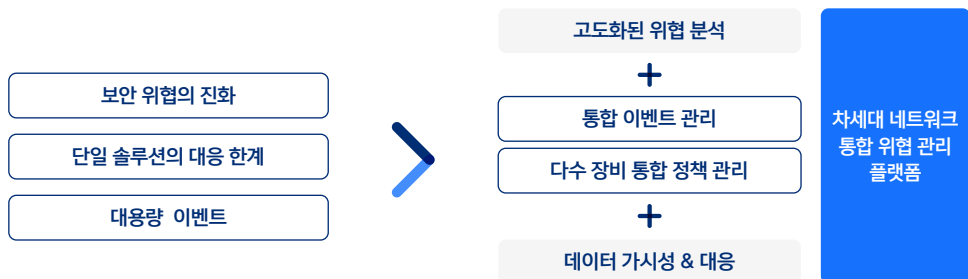 보안 위협의 진화
단일 솔루션의 대응 한계
대용량 이벤트
고도화된 위협 분석
+
통합 이벤트 관리
다수 장비 통합 정책 관리
+
데이터 가시성 & 대응
차세대 네트워크
통합 위협 관리
플랫폼